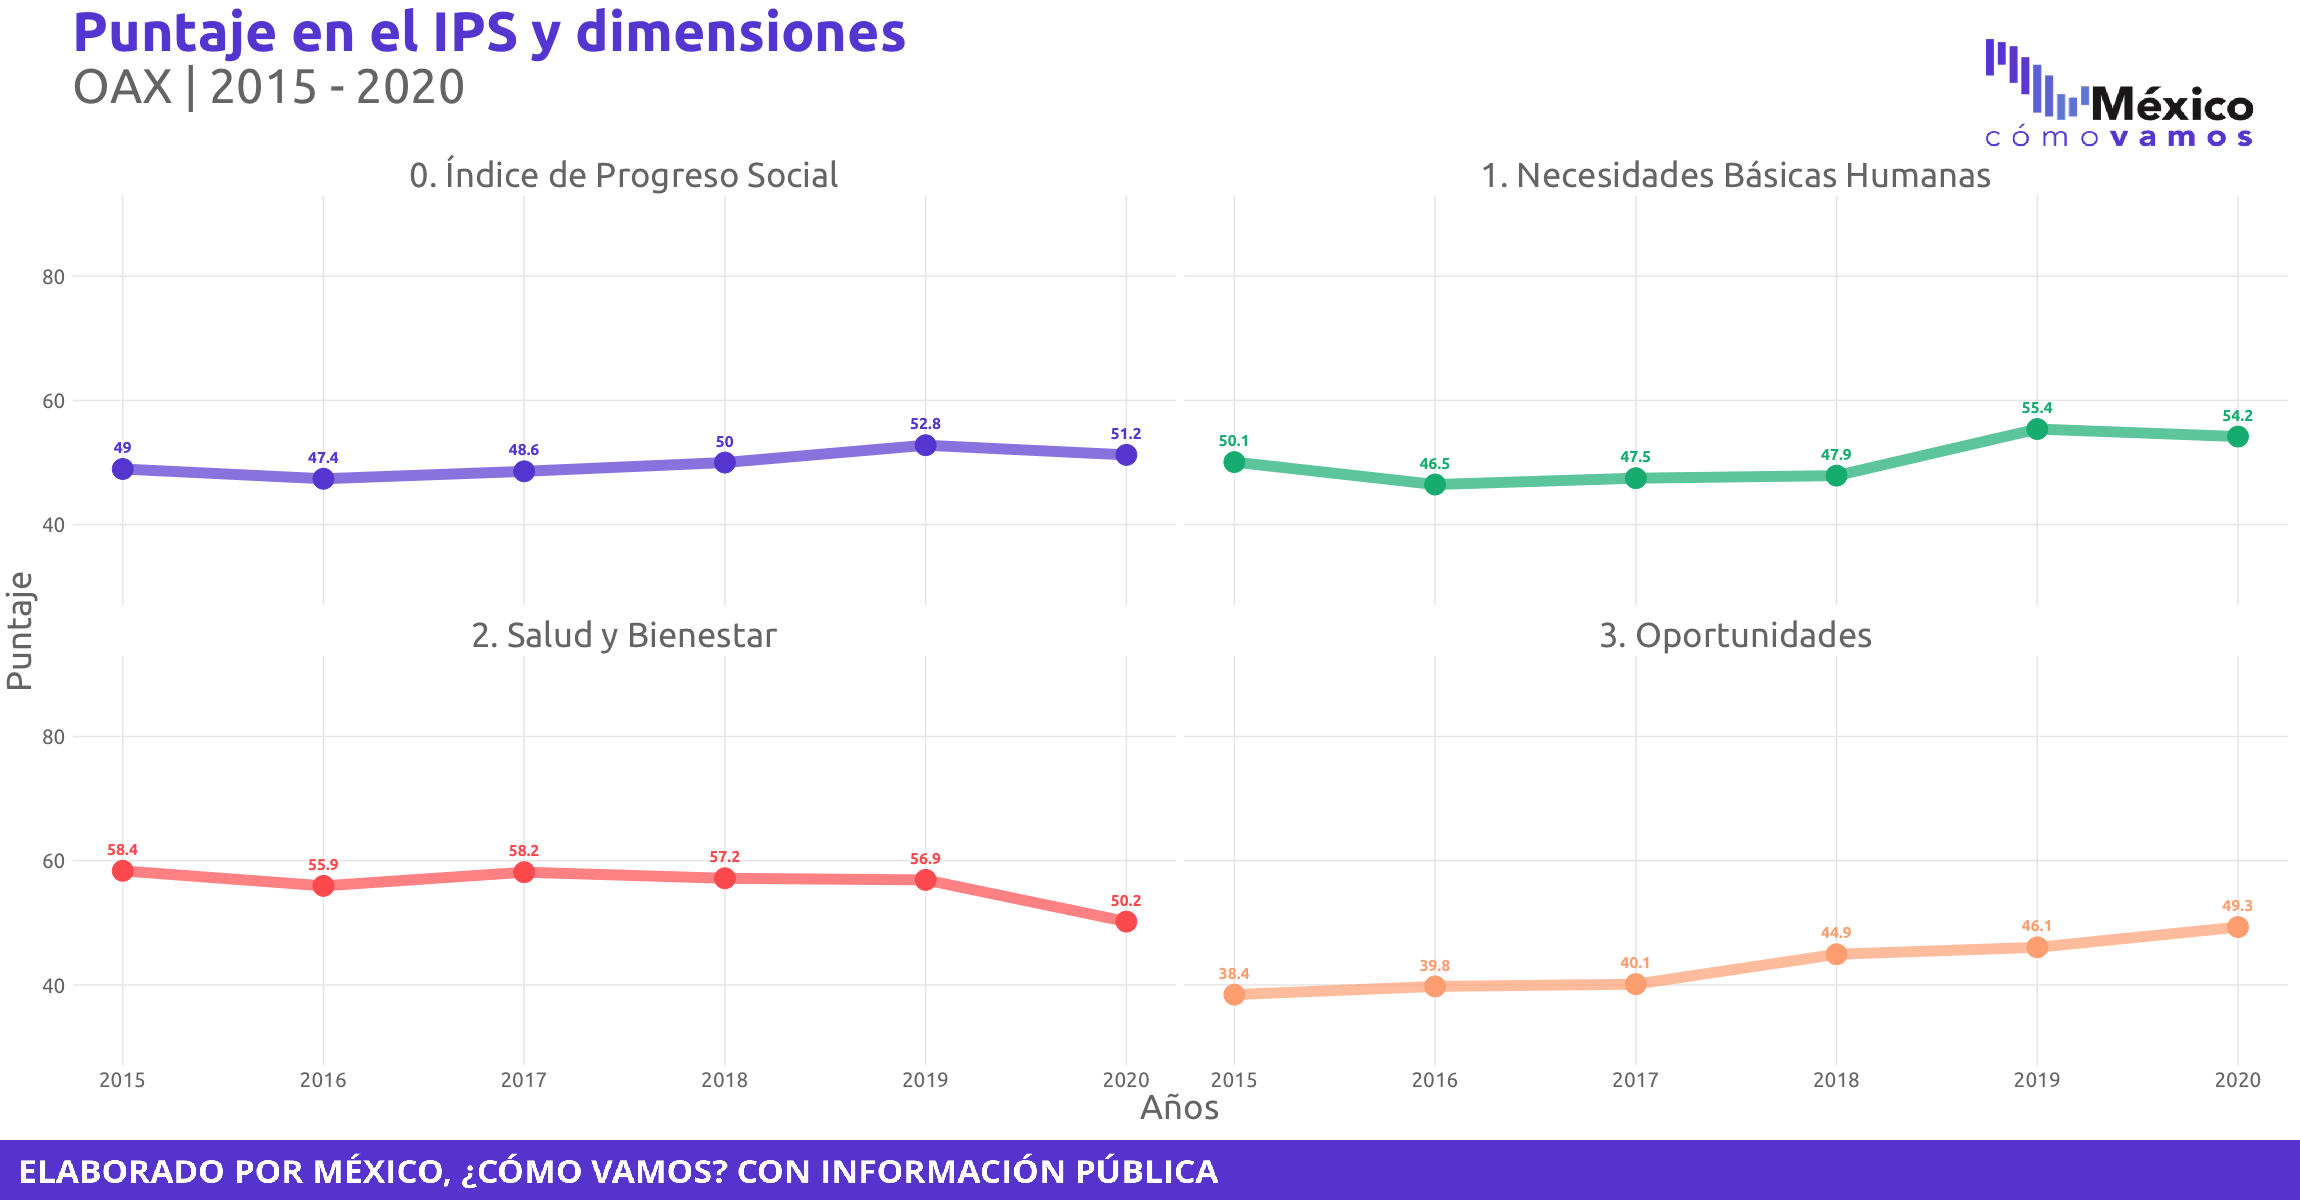 Puntaje en el IPS y dimensiones
OAX | 2015 - 2020
México
cómo vamos
0. Índice de Progreso Social
1. Necesidades Básicas Humanas
80
60
40
49
47.4
48.6
50
52.8
51.2
50.1
46.5
47.5
47.9
55.4
54.2
Puntaje
2. Salud y Bienestar
3. Oportunidades
80
60
40
58.4
55.9
58.2
57.2
56.9
50.2
38.4
39.8
40.1
44.9
46.1
49.3
2015 2016 2017 2018 2019 2020 2015 2016 2017 2018 2019 2020
Años
ELABORADO POR MÉXICO, ¿CÓMO VAMOS? CON INFORMACIÓN PÚBLICA